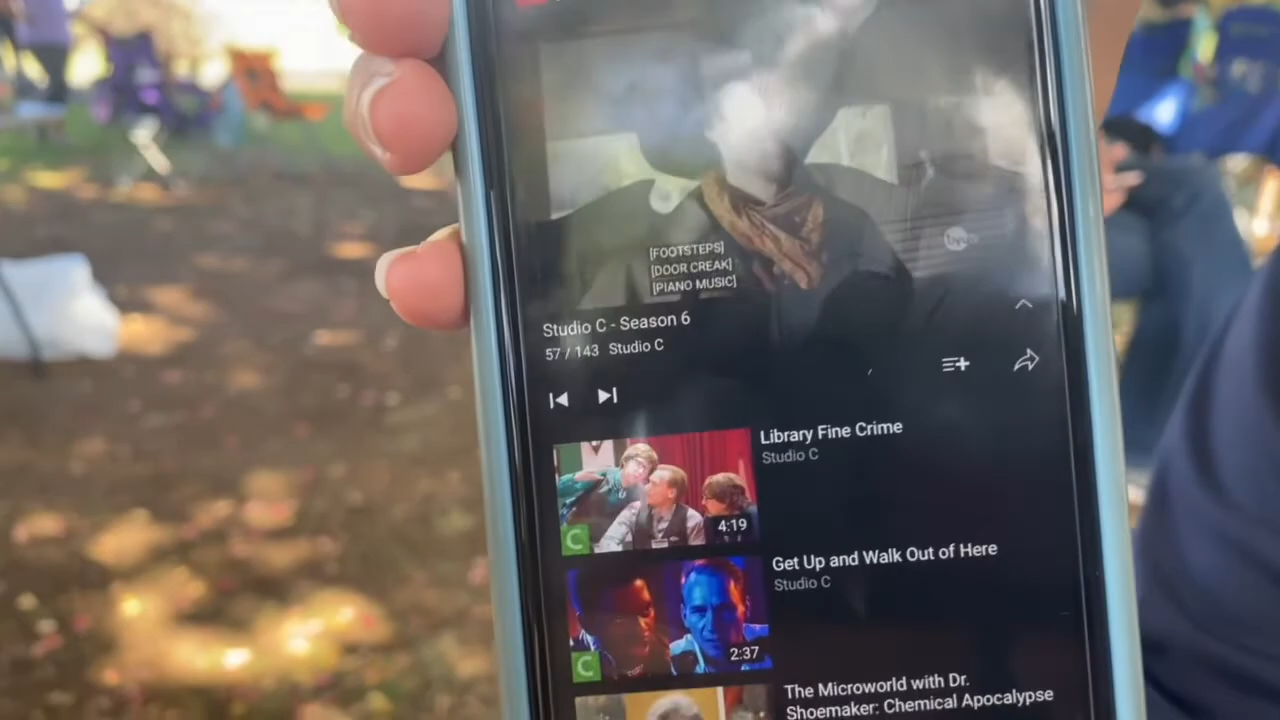 [FOOTSTEPS]
[DOOR CREAK]
[PIANO MUSIC]
Studio C - Season 6
57 / 143 Studio C
Library Fine Crime
Studio C
4:19
C
Get Up and Walk Out of Here
Studio C
2:37
C
The Microworld with Dr.
Shoemaker: Chemical Apocalypse